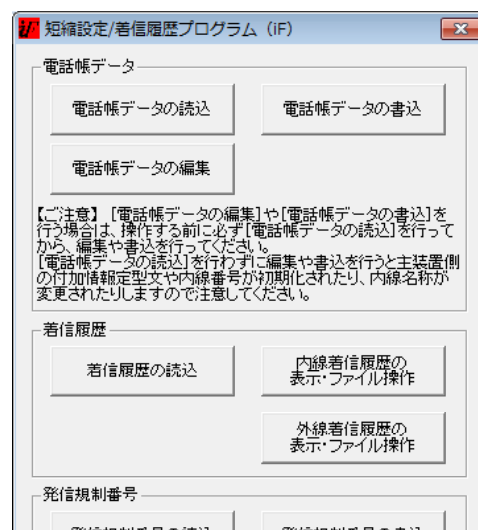 iF 短縮設定/着信履歴プログラム (iF)
電話帳データ
電話帳データの読込
電話帳データの書込
電話帳データの編集
【ご注意】 [電話帳データの編集]や[電話帳データの書込]を
行う場合は、操作する前に必ず[電話帳データの読込]を行って
から、編集や書込を行ってください。
[電話帳データの読込]を行わずに編集や書込を行うと主装置側
の付加情報定型文や内線番号が初期化されたり、内線名称が
変更されたりしますので注意してください。
着信履歴
着信履歴の読込
内線着信履歴の
表示・ファイル操作
外線着信履歴の
表示・ファイル操作
発信規制番号